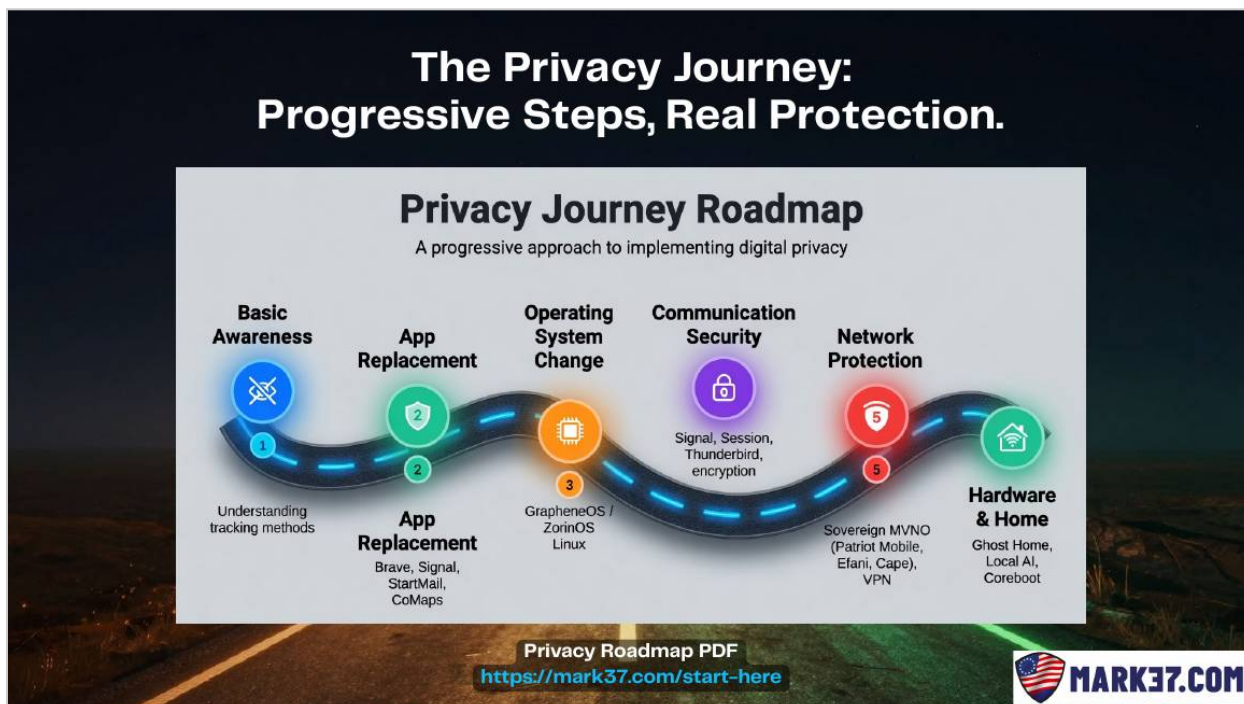 The Privacy Journey:
Progressive Steps, Real Protection.
Privacy Journey Roadmap
A progressive approach to implementing digital privacy
Basic
Awareness
1
Understanding
tracking methods
App
Replacement
2
2
App
Replacement
Brave, Signal,
StartMail,
CoMaps
Operating
System
Change
3
GrapheneOS /
ZorinOS
Linux
Communication
Security
0
Signal, Session,
Thunderbird,
encryption
Network
Protection
5
5
Sovereign MVNO
(Patriot Mobile,
Efani, Cape),
VPN
Hardware
& Home
Ghost Home,
Local AI,
Coreboot
Privacy Roadmap PDF
https://mark37.com/start-here
MARK37.COM